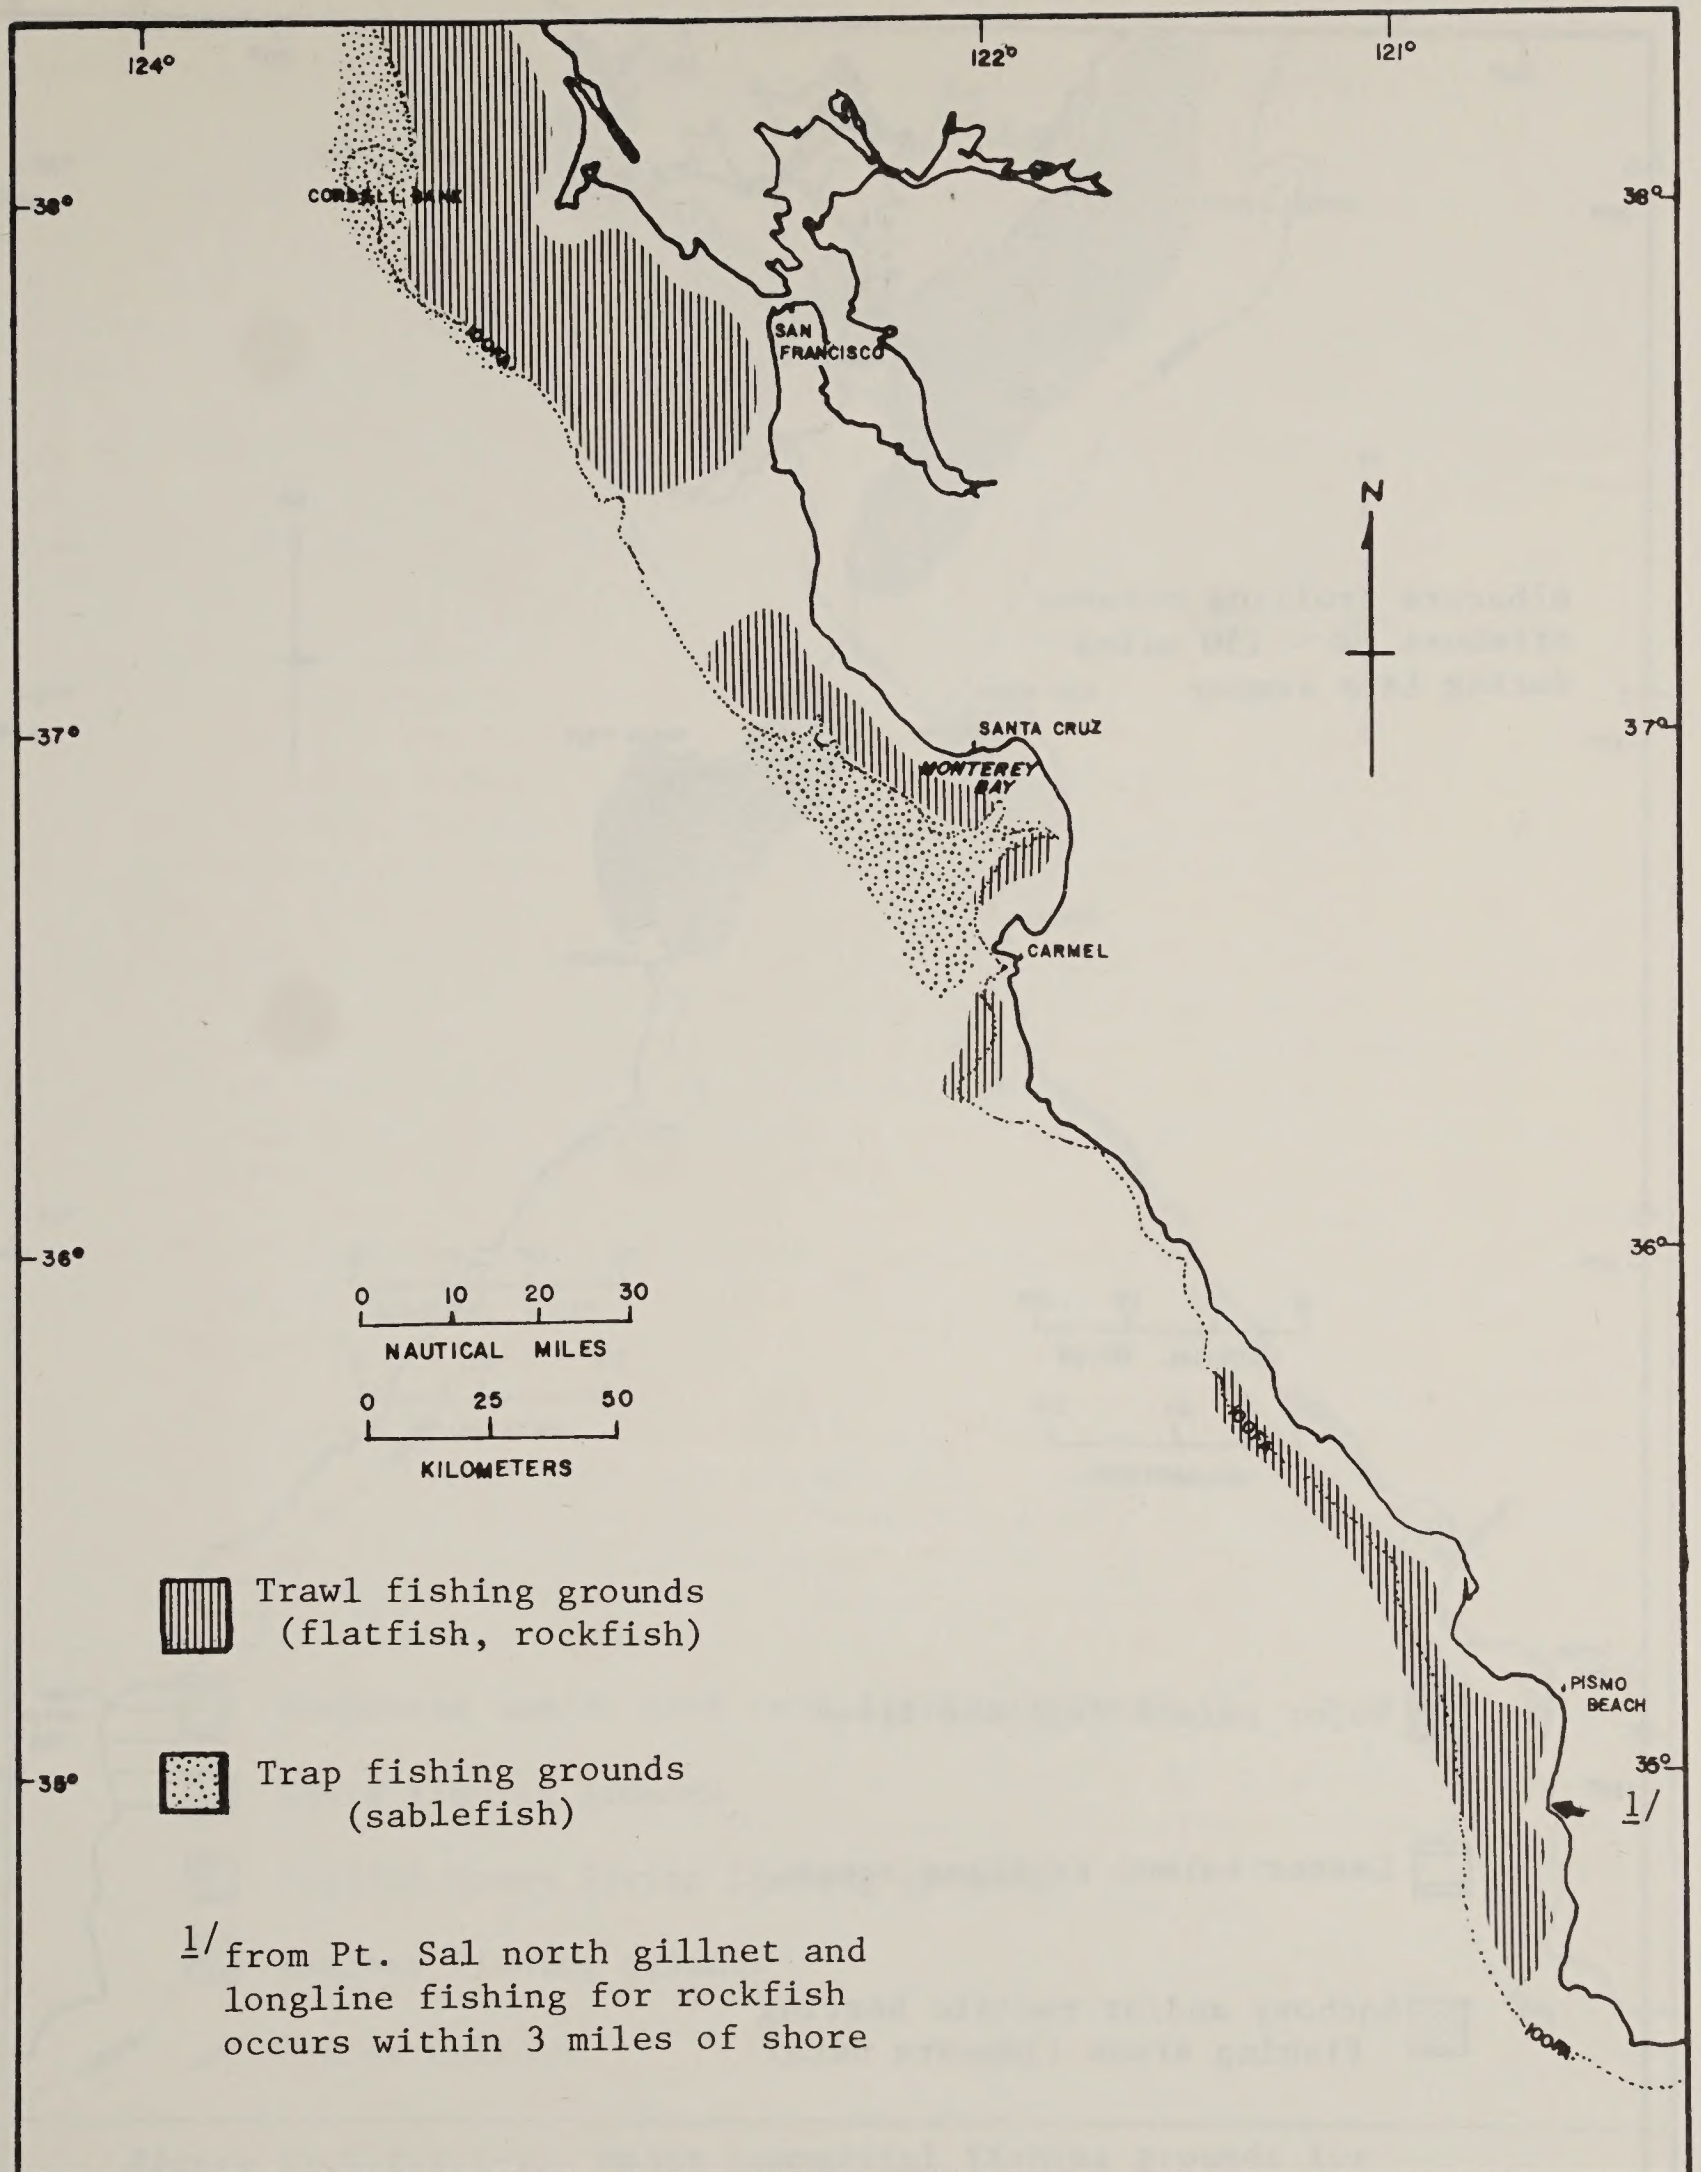 124°
122°
121°
CORDELL BANK
38°
38°
SAN
FRANCISCO
100FA.
N
37°
37°
SANTA CRUZ
MONTEREY
BAY
CARMEL
36°
36°
0 10 20 30
NAUTICAL MILES
0 25 50
KILOMETERS
100FA.
Trawl fishing grounds
(flatfish, rockfish)
PISMO
BEACH
35°
35°
Trap fishing grounds
(sablefish)
1/
1/ from Pt. Sal north gillnet and
longline fishing for rockfish
occurs within 3 miles of shore
100FA.